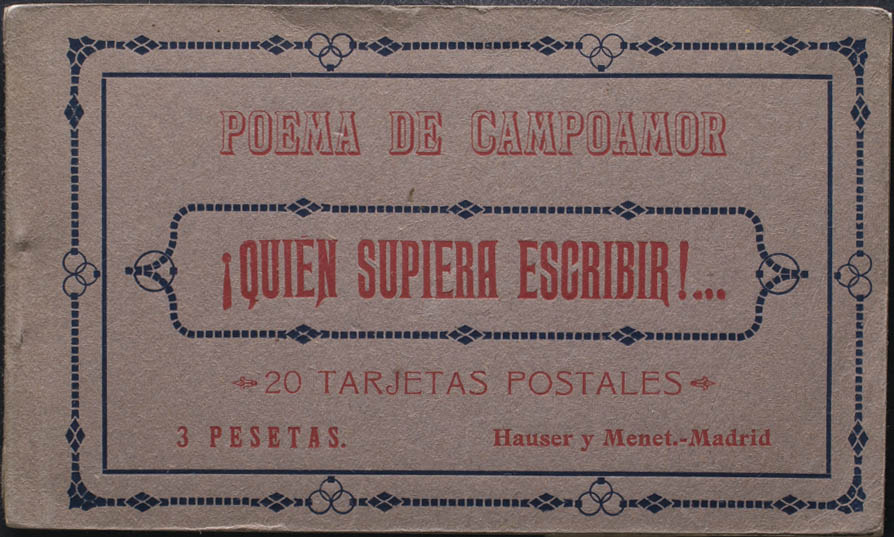 POEMA DE CAMPOAMOR
¡QUIEN SUPIERA ESCRIBIR!...
20 TARJETAS POSTALES
3 PESETAS.
Hauser y Menet.-Madrid